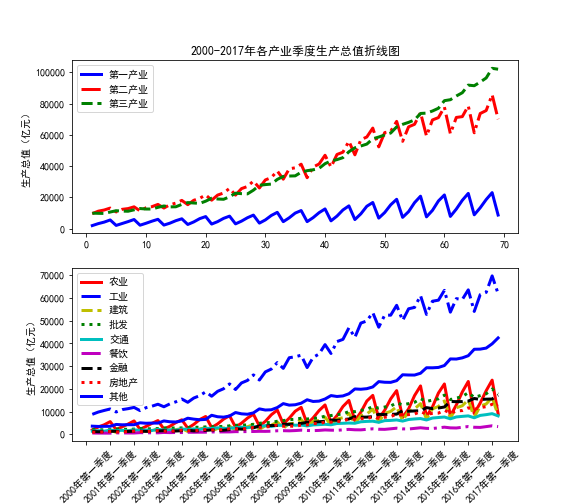 2000-2017年各产业季度生产总值折线图
生产总值（亿元）
100000
80000
60000
40000
20000
0
第一产业
第二产业
第三产业
0 10 20 30 40 50 60 70
生产总值（亿元）
70000
60000
50000
40000
30000
20000
10000
0
农业
工业
建筑
批发
交通
餐饮
金融
房地产
其他
2000年第一季度
2001年第一季度
2002年第一季度
2003年第一季度
2004年第一季度
2005年第一季度
2006年第一季度
2007年第一季度
2008年第一季度
2009年第一季度
2010年第一季度
2011年第一季度
2012年第一季度
2013年第一季度
2014年第一季度
2015年第一季度
2016年第一季度
2017年第一季度